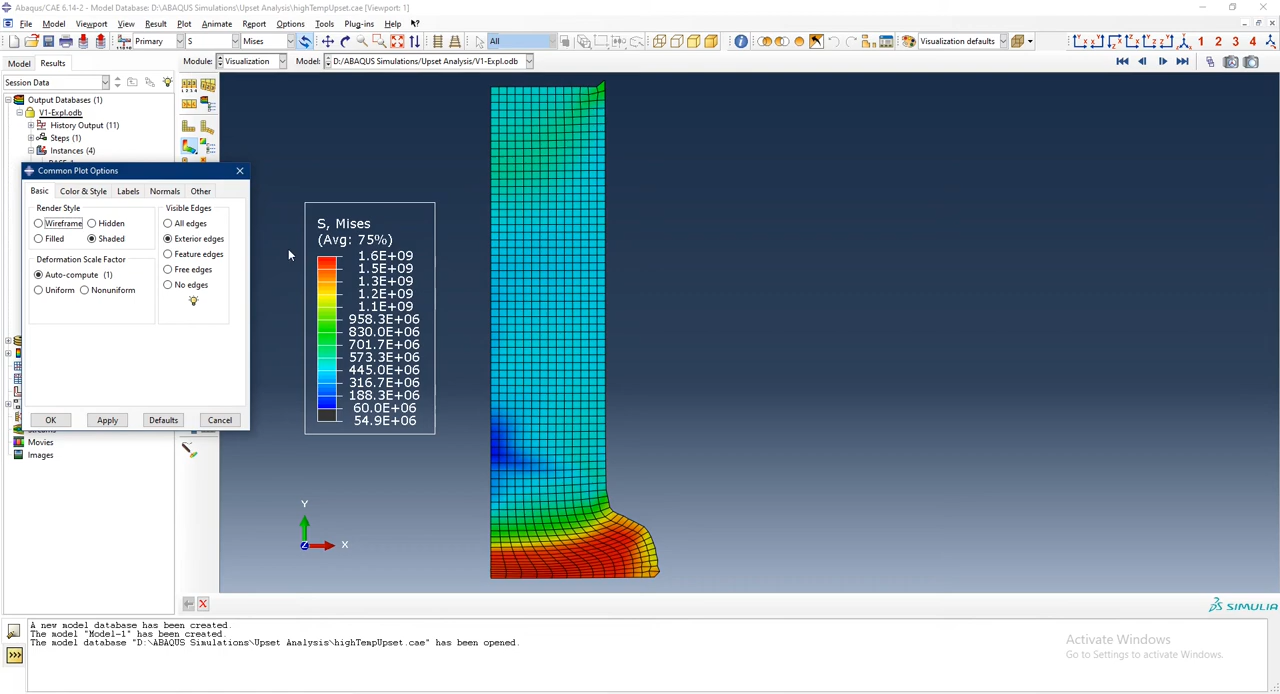 Abaqus/CAE 6.14-2 - Model Database: D:\ABAQUS Simulations\Upset Analysis\highTempUpset.cae [Viewport: 1]
File Model Viewport View Result Plot Animate Report Options Tools Plug-ins Help
Primary S Mises All Visualization defaults 1 2 3 4
Model Results Module: Visualization Model: D:/ABAQUS Simulations/Upset Analysis/V1-Expl.odb
Session Data
Output Databases (1)
V1-Expl.odb
History Output (11)
Steps (1)
Instances (4)
Common Plot Options
Basic Color & Style Labels Normals Other
Render Style
Wireframe Hidden
Filled Shaded
Deformation Scale Factor
Auto-compute (1)
Uniform Nonuniform
Visible Edges
All edges
Exterior edges
Feature edges
Free edges
No edges
OK Apply Defaults Cancel
Movies
Images
S, Mises
(Avg: 75%)
1.6E+09
1.5E+09
1.3E+09
1.2E+09
1.1E+09
958.3E+06
830.0E+06
701.7E+06
573.3E+06
445.0E+06
316.7E+06
188.3E+06
60.0E+06
54.9E+06
Y
Z X
SIMULIA
A new model database has been created.
The model "Model-1" has been created.
The model database "D:\ABAQUS Simulations\Upset Analysis\highTempUpset.cae" has been opened.
Activate Windows
Go to Settings to activate Windows.